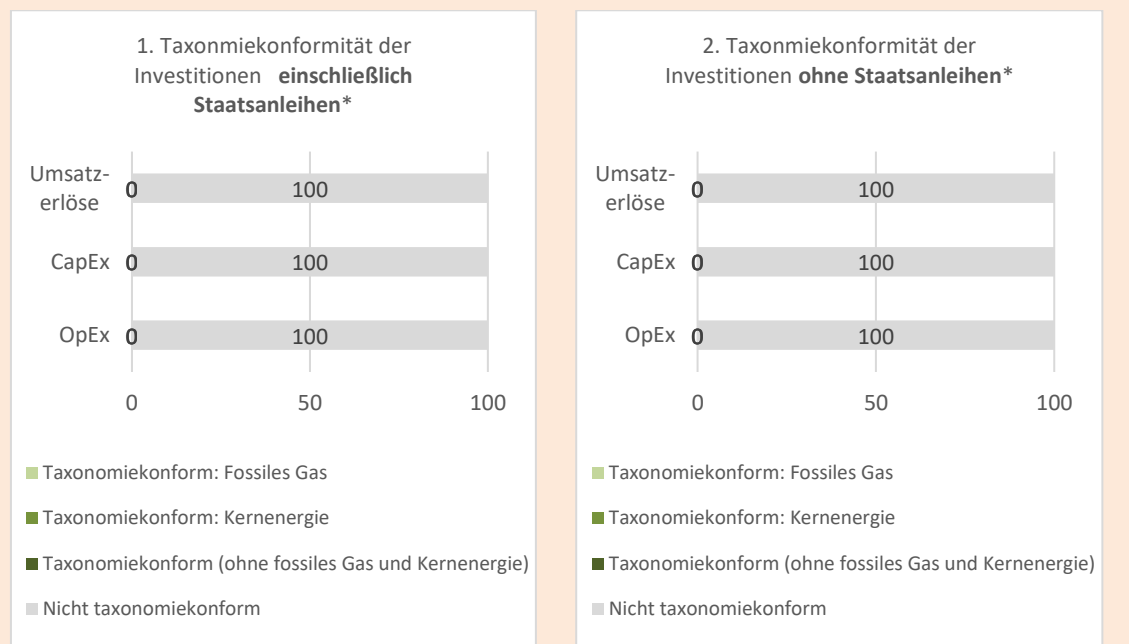 1. Taxonmiekonformität der
Investitionen einschließlich
Staatsanleihen*
Umsatz-
erlöse
0
100
CapEx
0
100
OpEx
0
100
0
50
100
Taxonomiekonform: Fossiles Gas
Taxonomiekonform: Kernenergie
Taxonomiekonform (ohne fossiles Gas und Kernenergie)
Nicht taxonomiekonform
2. Taxonmiekonformität der
Investitionen ohne Staatsanleihen*
Umsatz-
erlöse
0
100
CapEx
0
100
OpEx
0
100
0
50
100
Taxonomiekonform: Fossiles Gas
Taxonomiekonform: Kernenergie
Taxonomiekonform (ohne fossiles Gas und Kernenergie)
Nicht taxonomiekonform